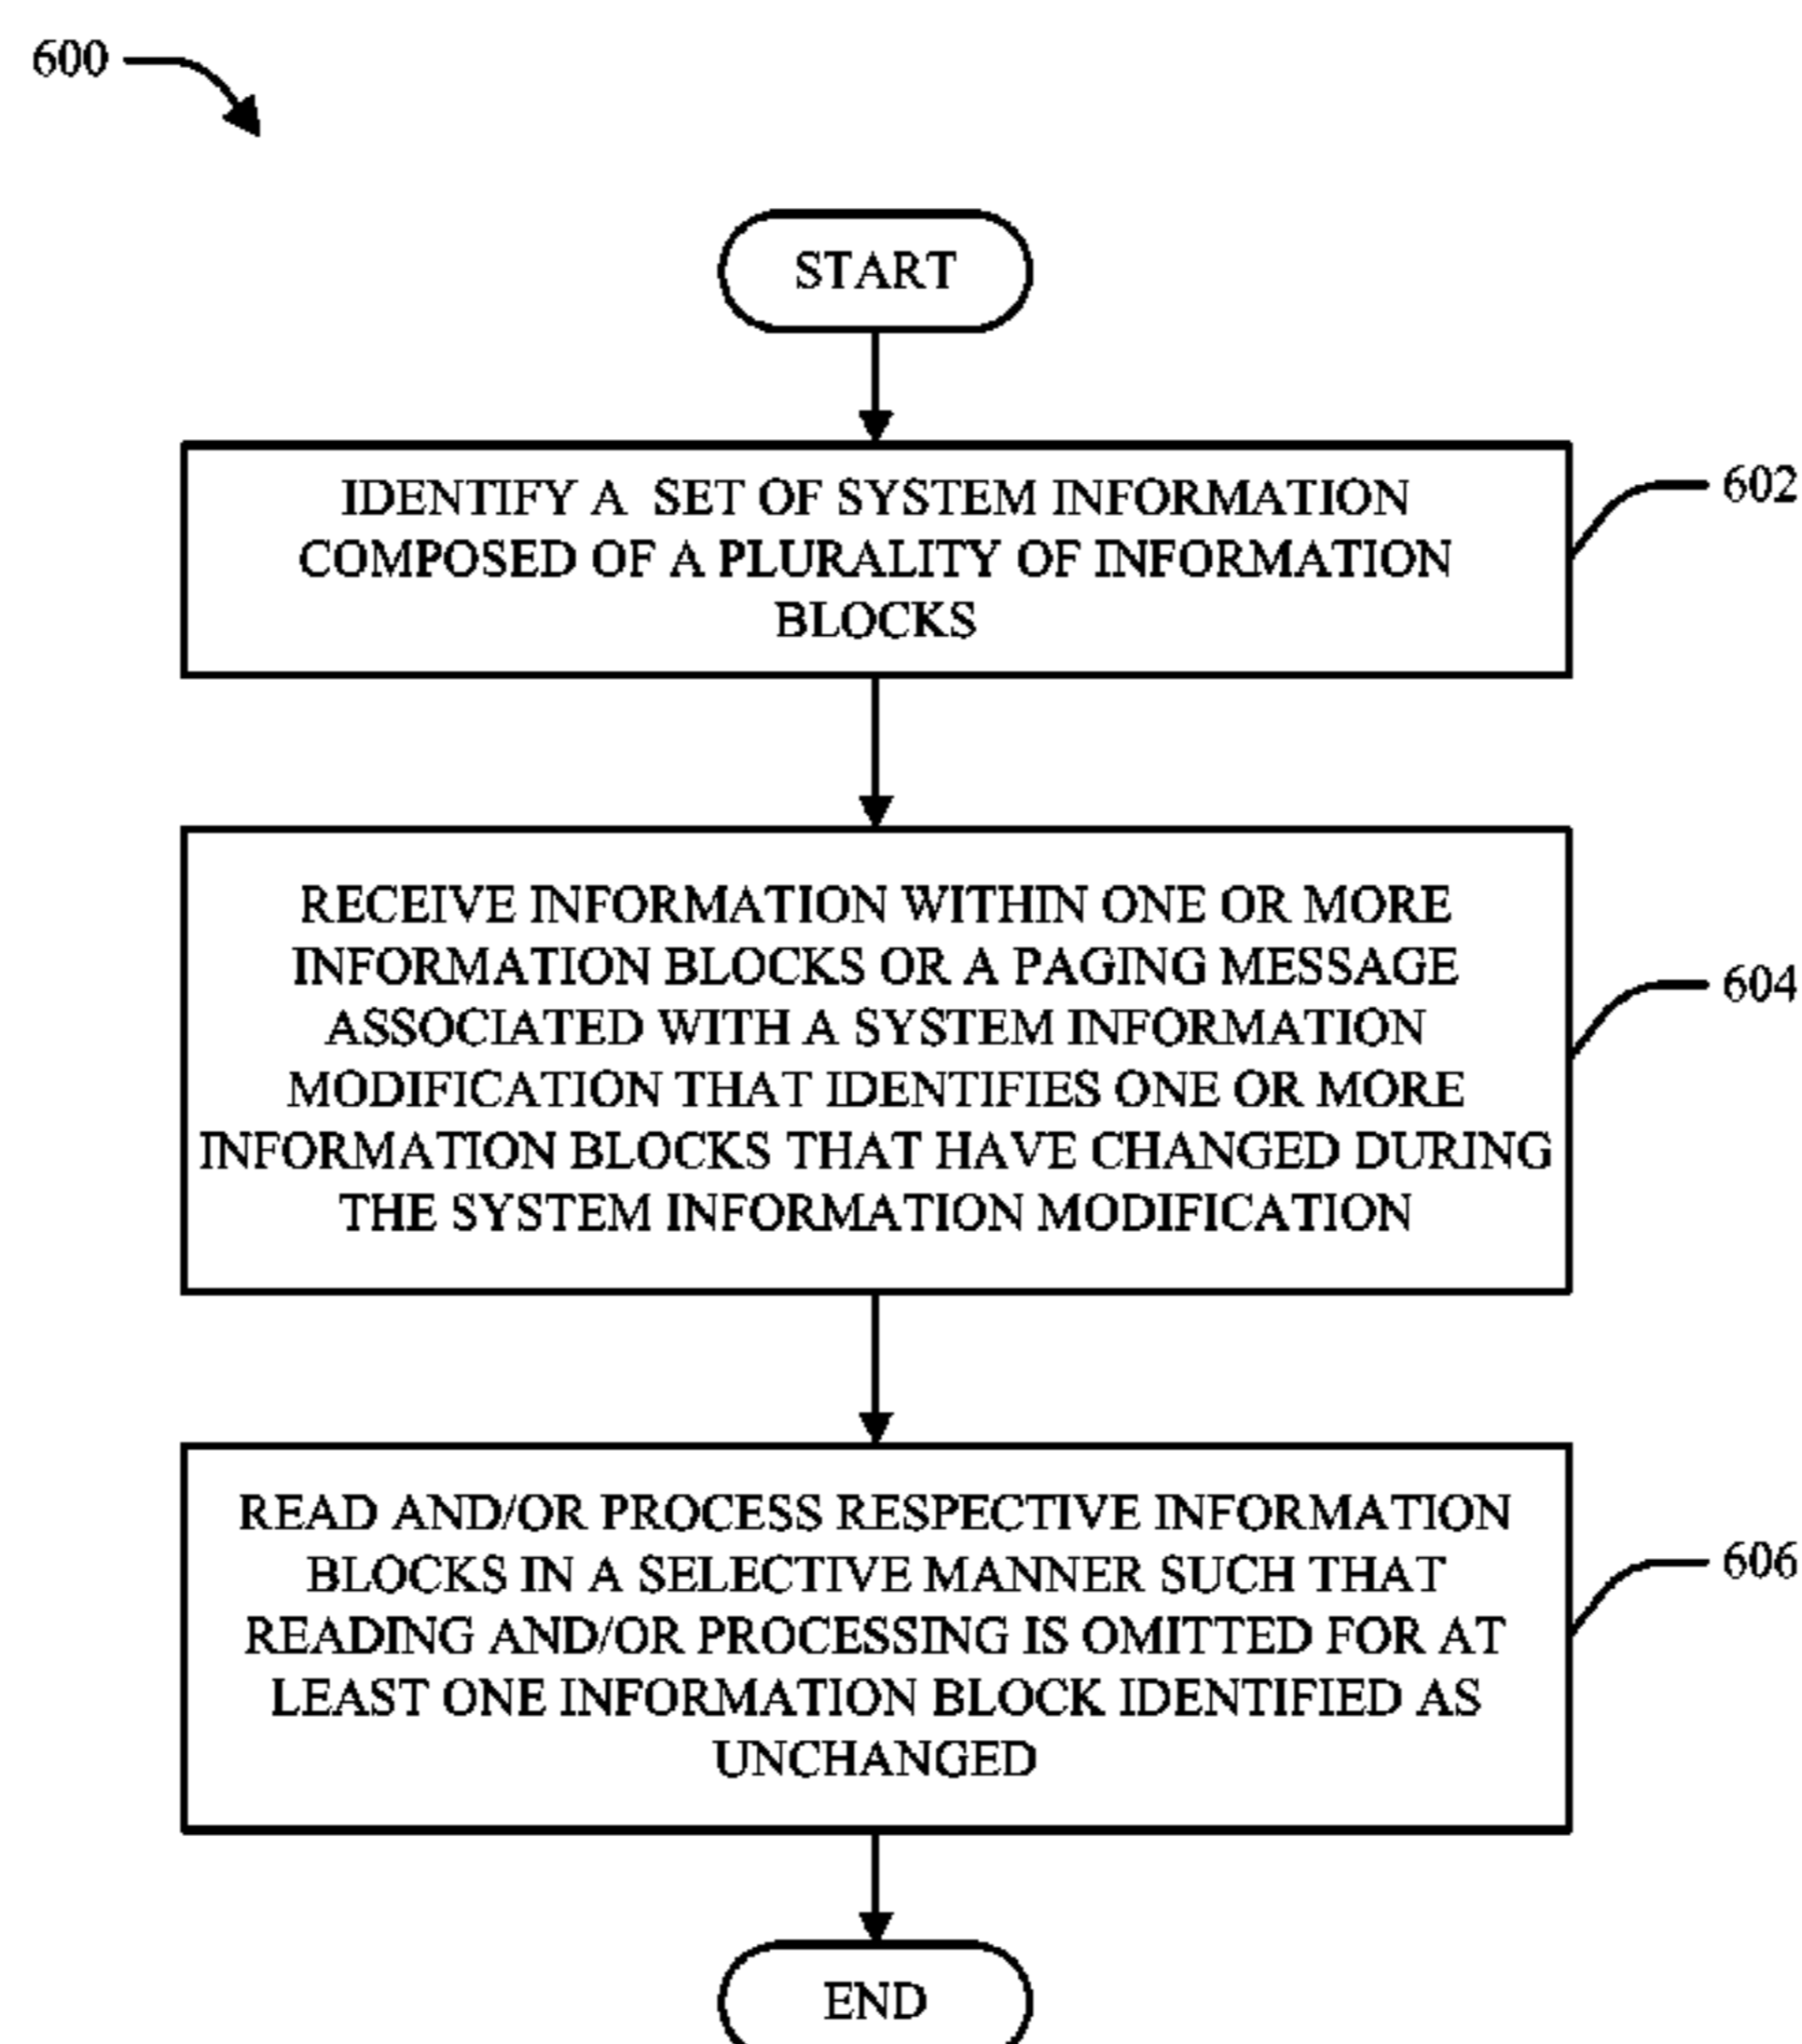 600
START
IDENTIFY A SET OF SYSTEM INFORMATION
COMPOSED OF A PLURALITY OF INFORMATION
BLOCKS
602
RECEIVE INFORMATION WITHIN ONE OR MORE
INFORMATION BLOCKS OR A PAGING MESSAGE
ASSOCIATED WITH A SYSTEM INFORMATION
MODIFICATION THAT IDENTIFIES ONE OR MORE
INFORMATION BLOCKS THAT HAVE CHANGED DURING
THE SYSTEM INFORMATION MODIFICATION
604
READ AND/OR PROCESS RESPECTIVE INFORMATION
BLOCKS IN A SELECTIVE MANNER SUCH THAT
READING AND/OR PROCESSING IS OMITTED FOR AT
LEAST ONE INFORMATION BLOCK IDENTIFIED AS
UNCHANGED
606
END